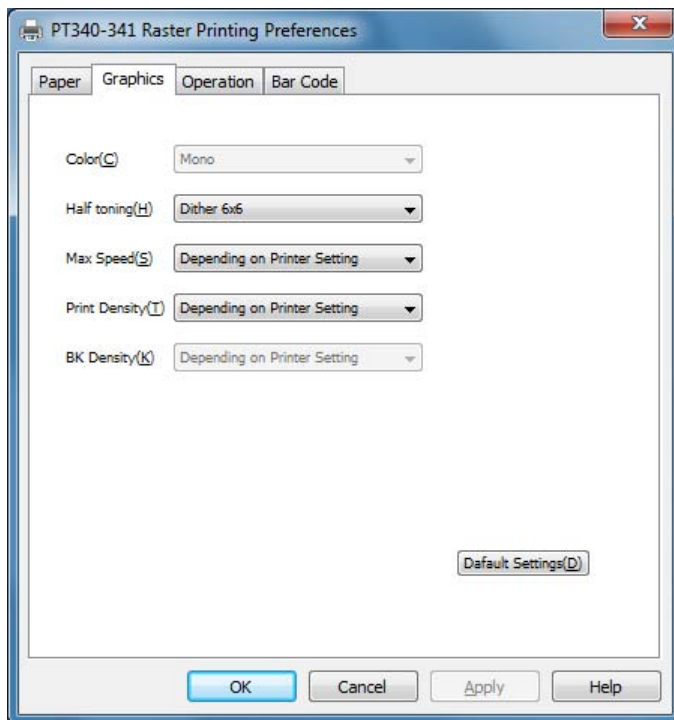 PT340-341 Raster Printing Preferences
Paper Graphics Operation Bar Code
Color(C) Mono
Half toning(H) Dither 6x6
Max Speed(S) Depending on Printer Setting
Print Density(T) Depending on Printer Setting
BK Density(K) Depending on Printer Setting
Dafault Settings(D)
OK Cancel Apply Help